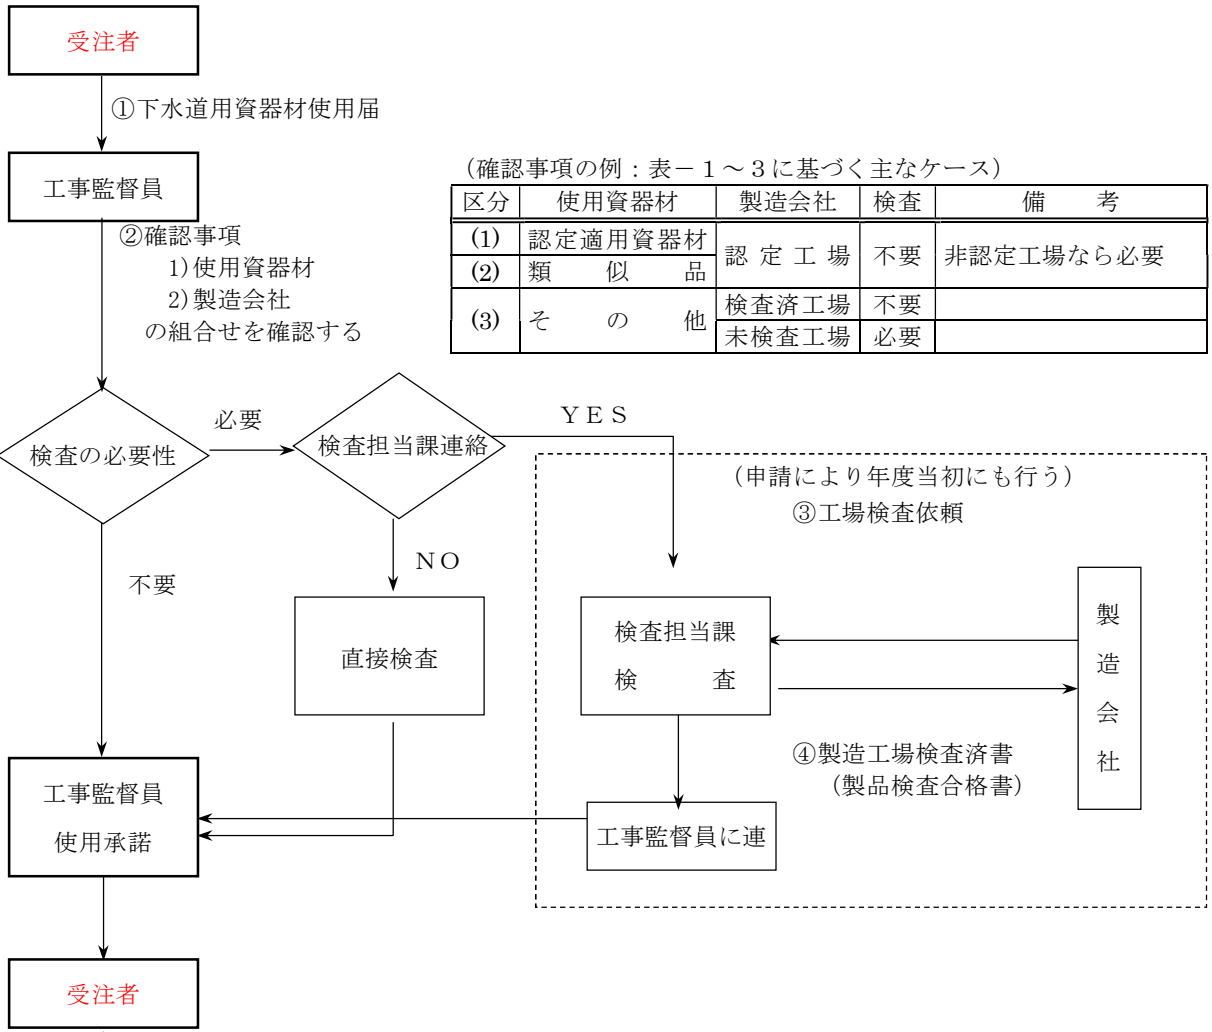 受注者
①下水道用資器材使用届
工事監督員
②確認事項
1)使用資器材
2)製造会社
の組合せを確認する
（確認事項の例：表－１～３に基づく主なケース）
区分 使用資器材 製造会社 検査 備 考
(1) 認定適用資器材 認定工場 不要 非認定工場なら必要
(2) 類似品
(3) その他 検査済工場 不要
未検査工場 必要
検査の必要性
必要
検査担当課連絡
ＹＥＳ
ＮＯ
不要
直接検査
（申請により年度当初にも行う）
③工場検査依頼
検査担当課
検 査
製造会社
④製造工場検査済書
（製品検査合格書）
工事監督員に連
工事監督員
使用承諾
受注者